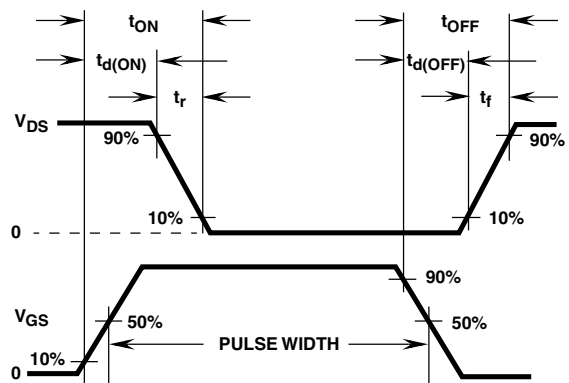 tON
tOFF
td(ON)
td(OFF)
tr
tf
VDS
90%
90%
10%
10%
0
90%
VGS
50%
50%
PULSE WIDTH
10%
0